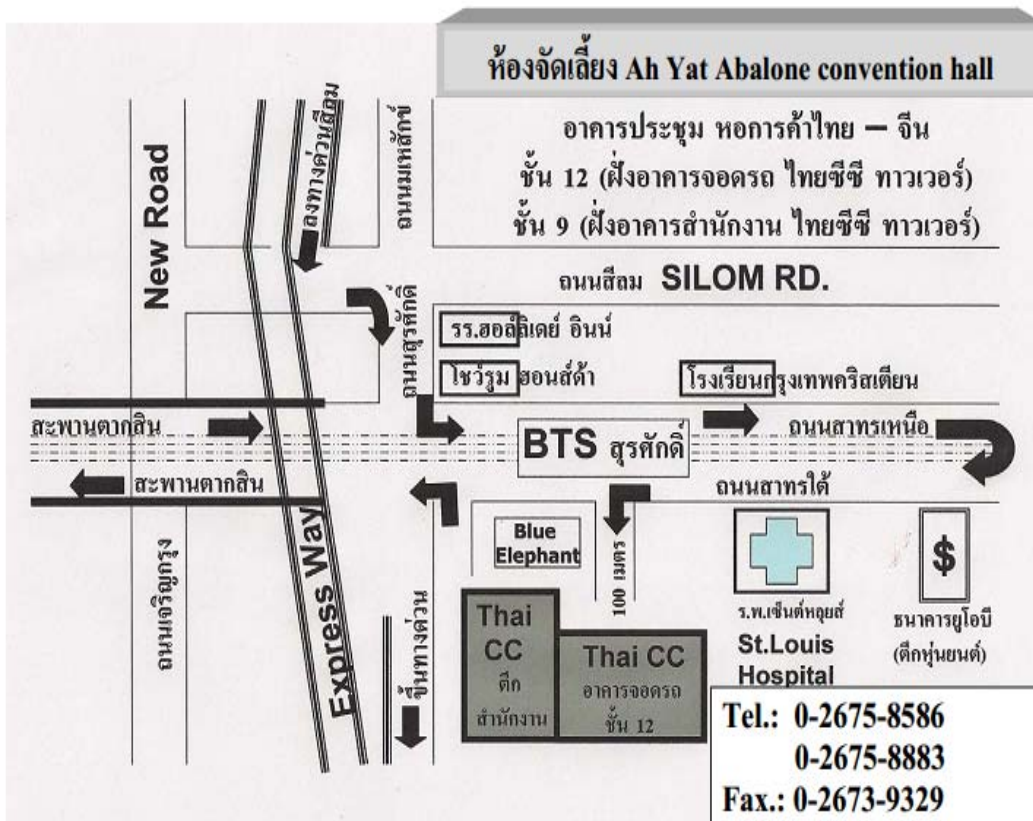 ห้องจัดเลี้ยง Ah Yat Abalone convention hall
อาคารประชุม หอการค้าไทย – จีน
ชั้น 12 (ฝั่งอาคารจอดรถ ไทยซีซี ทาวเวอร์)
ชั้น 9 (ฝั่งอาคารสำนักงาน ไทยซีซี ทาวเวอร์)
New Road
ลงทางด่วนสีลม
ถนนมเหสักข์
ถนนสีลม SILOM RD.
ถนนสุรศักดิ์
รร.ฮอลลิเดย์ อินน์
โชว์รูม ฮอนด้า
โรงเรียนกรุงเทพคริสเตียน
สะพานตากสิน
ถนนสาทรเหนือ
BTS สุรศักดิ์
สะพานตากสิน
ถนนสาทรใต้
Blue
Elephant
100 เมตร
$
ถนนเจริญกรุง
Express Way
ขึ้นทางด่วน
Thai
CC
ตึก
สำนักงาน
Thai CC
อาคารจอดรถ
ชั้น 12
ร.พ.เซ็นต์หลุยส์
St.Louis
Hospital
ธนาคารยูโอบี
(ตึกหุ่นยนต์)
Tel.: 0-2675-8586
0-2675-8883
Fax.: 0-2673-9329